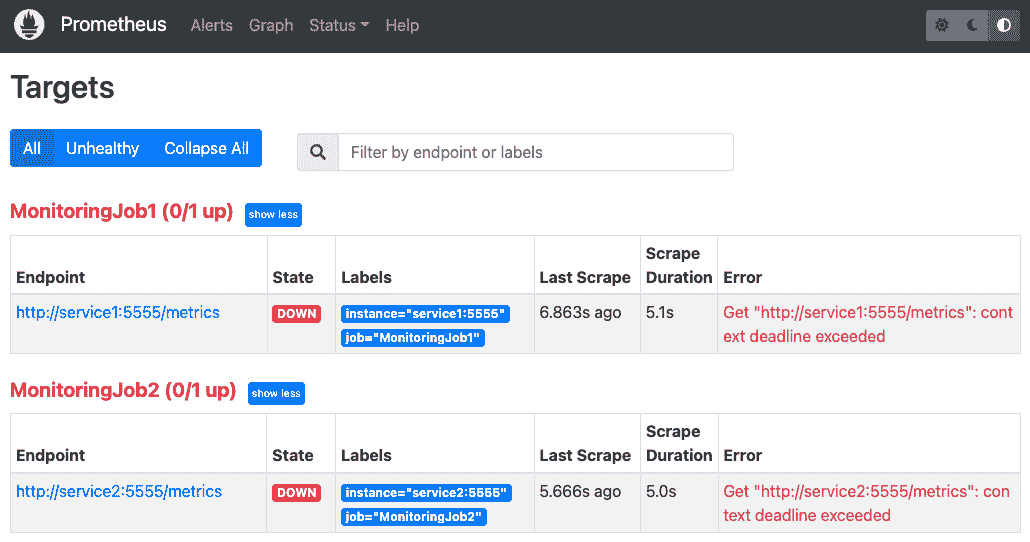 Prometheus Alerts Graph Status Help
Targets
All Unhealthy Collapse All
Filter by endpoint or labels
MonitoringJob1 (0/1 up) show less
Endpoint State Labels Last Scrape Scrape Duration Error
http://service1:5555/metrics DOWN instance="service1:5555" 6.863s ago 5.1s Get "http://service1:5555/metrics": cont
job="MonitoringJob1" ext deadline exceeded
MonitoringJob2 (0/1 up) show less
Endpoint State Labels Last Scrape Scrape Duration Error
http://service2:5555/metrics DOWN instance="service2:5555" 5.666s ago 5.0s Get "http://service2:5555/metrics": con
job="MonitoringJob2" text deadline exceeded